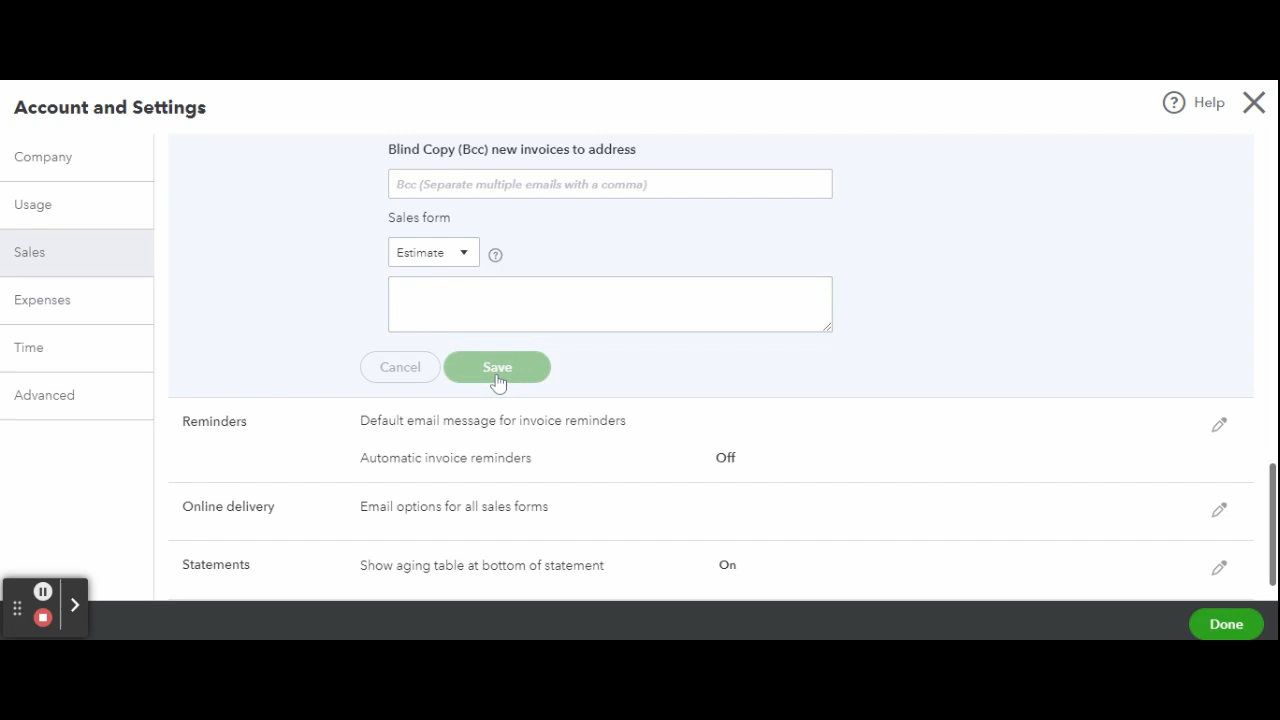 Account and Settings
Help
Company
Usage
Sales
Expenses
Time
Advanced
Blind Copy (Bcc) new invoices to address
Bcc (Separate multiple emails with a comma)
Sales form
Estimate
Cancel
Save
Reminders
Default email message for invoice reminders
Automatic invoice reminders Off
Online delivery
Email options for all sales forms
Statements
Show aging table at bottom of statement On
Done